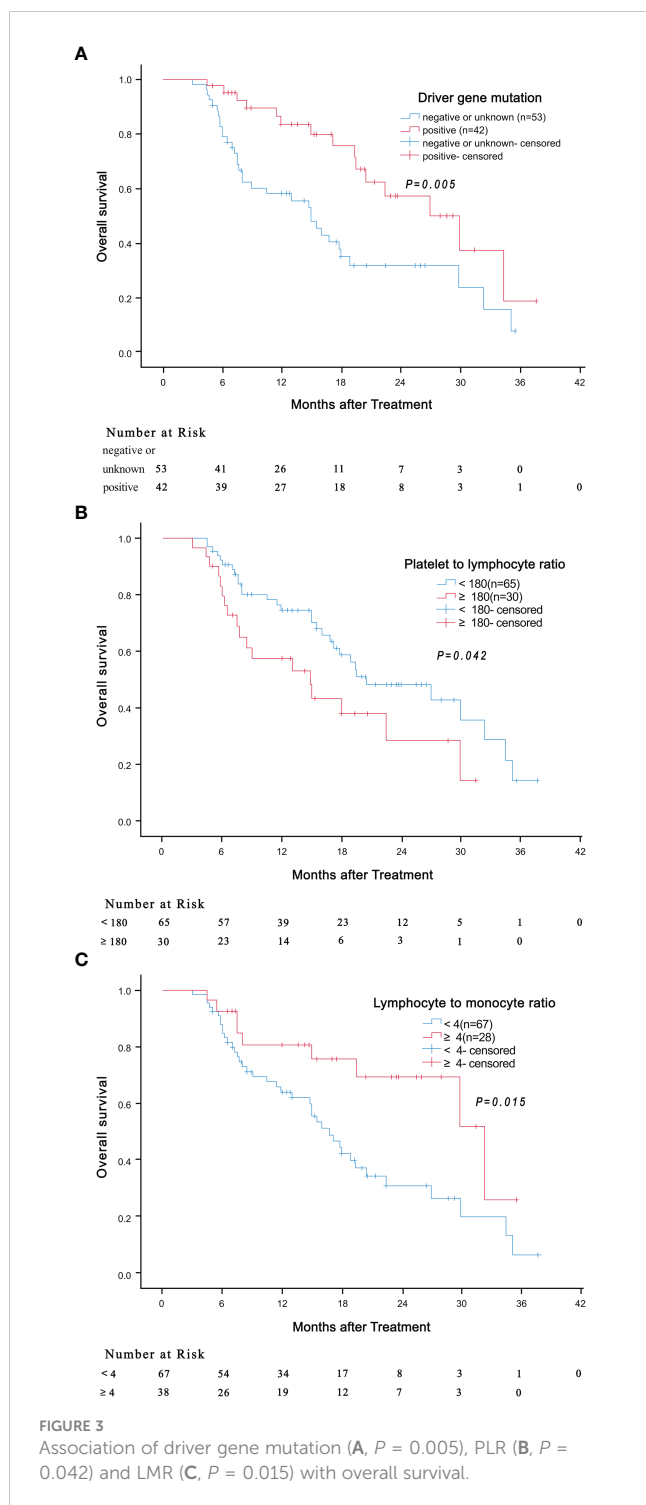 A
Driver gene mutation
negative or unknown (n=53)
positive (n=42)
negative or unknown- censored
positive- censored
P=0.005
Overall survival
1.0
0.8
0.6
0.4
0.2
0.0
0 6 12 18 24 30 36 42
Months after Treatment
Number at Risk
negative or
unknown 53 41 26 11 7 3 0
positive 42 39 27 18 8 3 1 0
B
Platelet to lymphocyte ratio
< 180(n=65)
≥ 180(n=30)
< 180- censored
≥ 180- censored
P=0.042
Overall survival
1.0
0.8
0.6
0.4
0.2
0.0
0 6 12 18 24 30 36 42
Months after Treatment
Number at Risk
< 180 65 57 39 23 12 5 1 0
≥ 180 30 23 14 6 3 1 0
C
Lymphocyte to monocyte ratio
< 4(n=67)
≥ 4(n=28)
< 4- censored
≥ 4- censored
P=0.015
Overall survival
1.0
0.8
0.6
0.4
0.2
0.0
0 6 12 18 24 30 36 42
Months after Treatment
Number at Risk
< 4 67 54 34 17 8 3 1 0
≥ 4 38 26 19 12 7 3 0
FIGURE 3
Association of driver gene mutation (A, P = 0.005), PLR (B, P =
0.042) and LMR (C, P = 0.015) with overall survival.